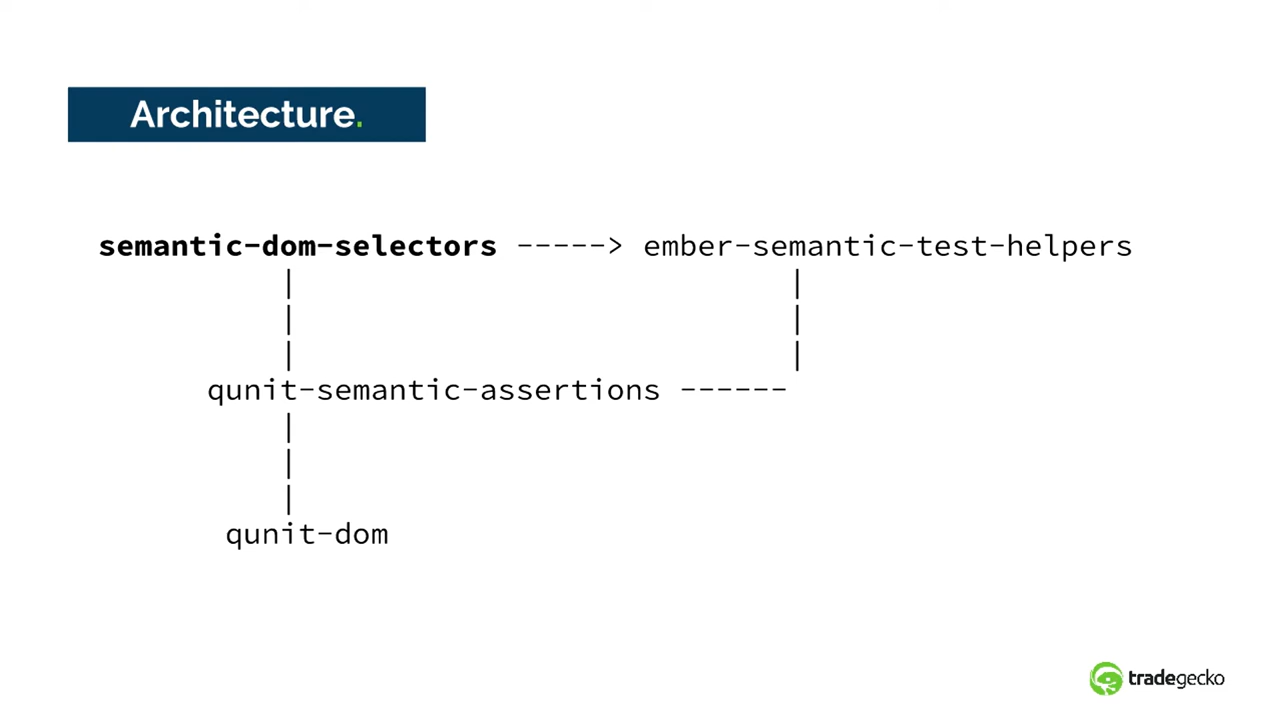 Architecture.
semantic-dom-selectors -----> ember-semantic-test-helpers
| |
| |
| |
qunit-semantic-assertions ------
|
|
|
qunit-dom
tradegecko